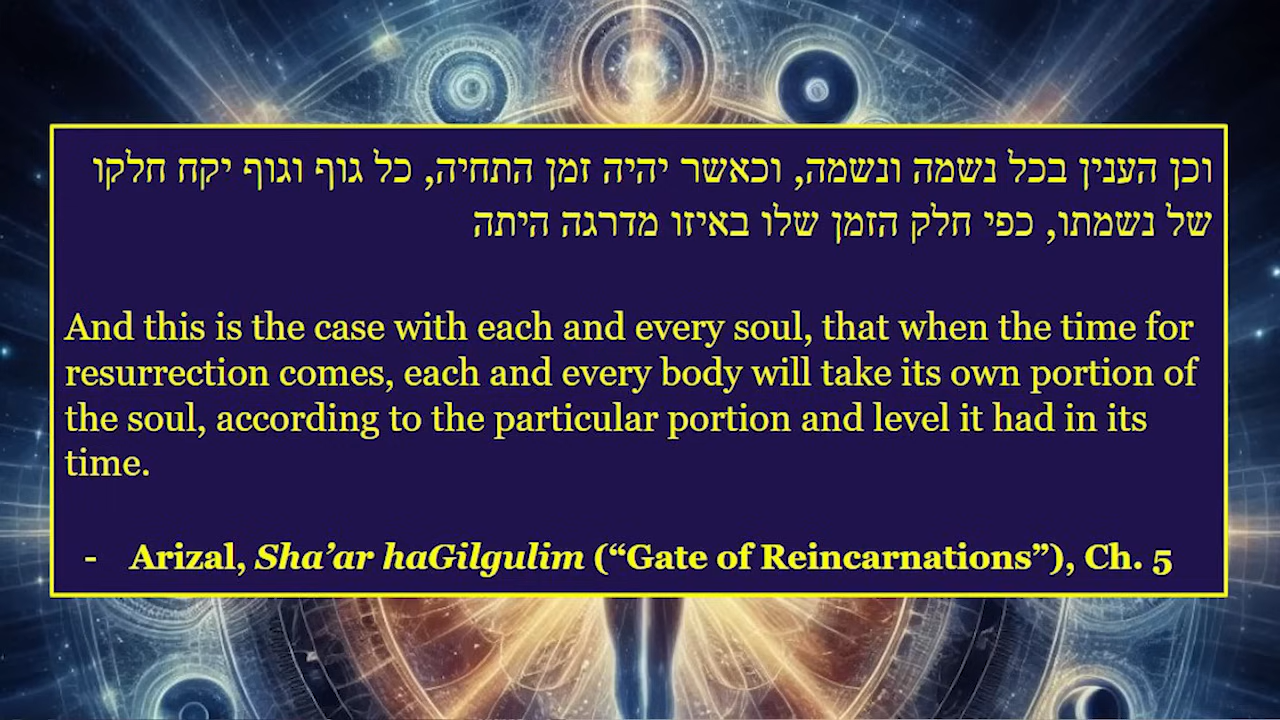 וכן הענין בכל נשמה ונשמה, וכאשר יהיה זמן התחיה, כל גוף וגוף יקח חלקו
של נשמתו, כפי חלק הזמן שלו באיזו מדרגה היתה
And this is the case with each and every soul, that when the time for
resurrection comes, each and every body will take its own portion of
the soul, according to the particular portion and level it had in its
time.
- Arizal, Sha’ar haGilgulim (“Gate of Reincarnations”), Ch. 5